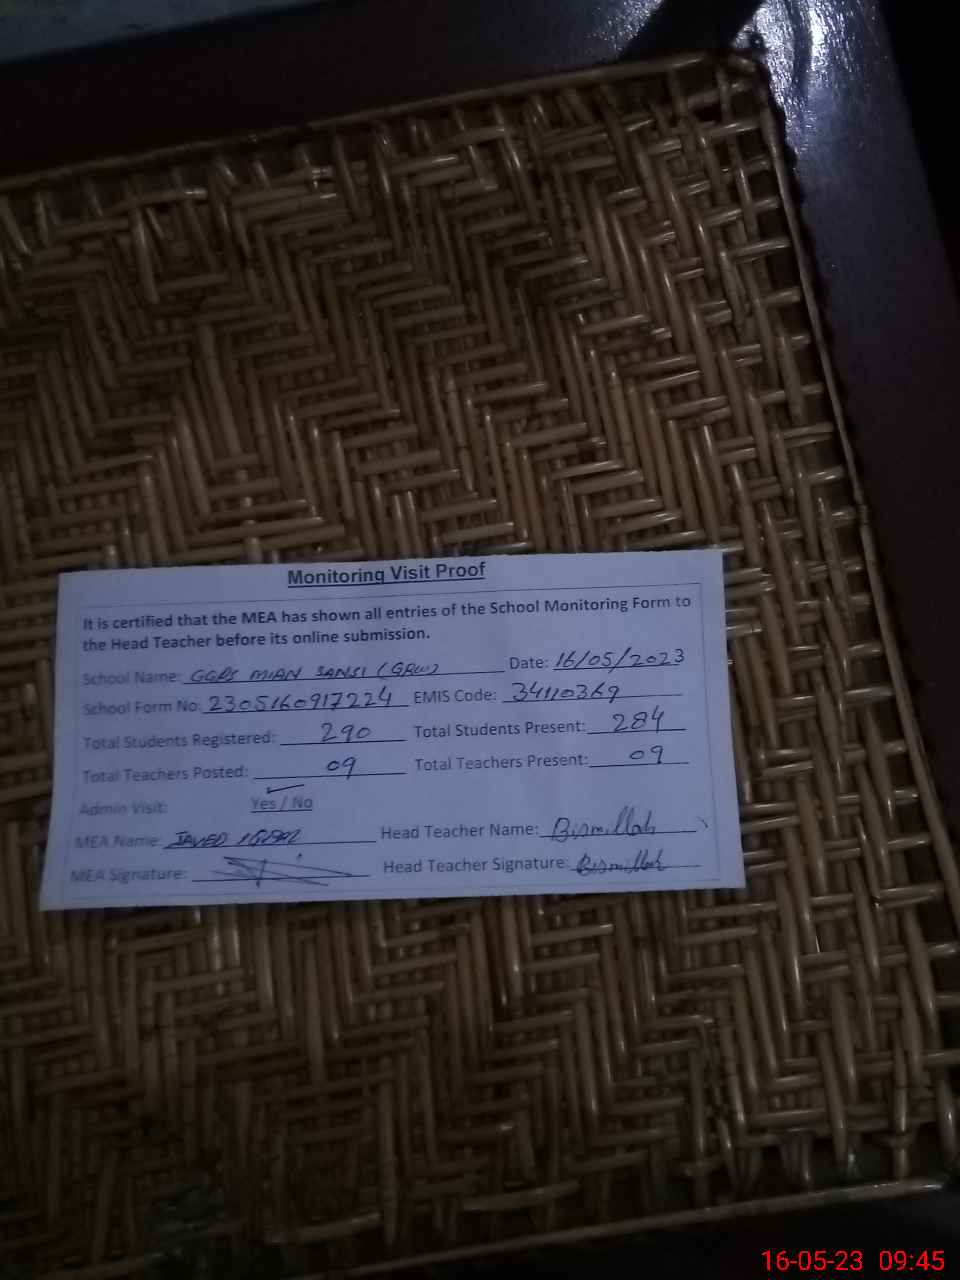 Monitoring Visit Proof
It is certified that the MEA has shown all entries of the School Monitoring Form to
the Head Teacher before its online submission.
School Name: GGPS MIAN SANSI (GRW) Date: 16/05/2023
School Form No: 2305160917224 EMIS Code: 34110369
Total Students Registered: 290 Total Students Present: 284
Total Teachers Posted: 09 Total Teachers Present: 09
Admin Visit: Yes / No
MEA Name: JAVED IQBAL Head Teacher Name: Bismillah
MEA Signature: Head Teacher Signature: Bismillah
16-05-23 09:45